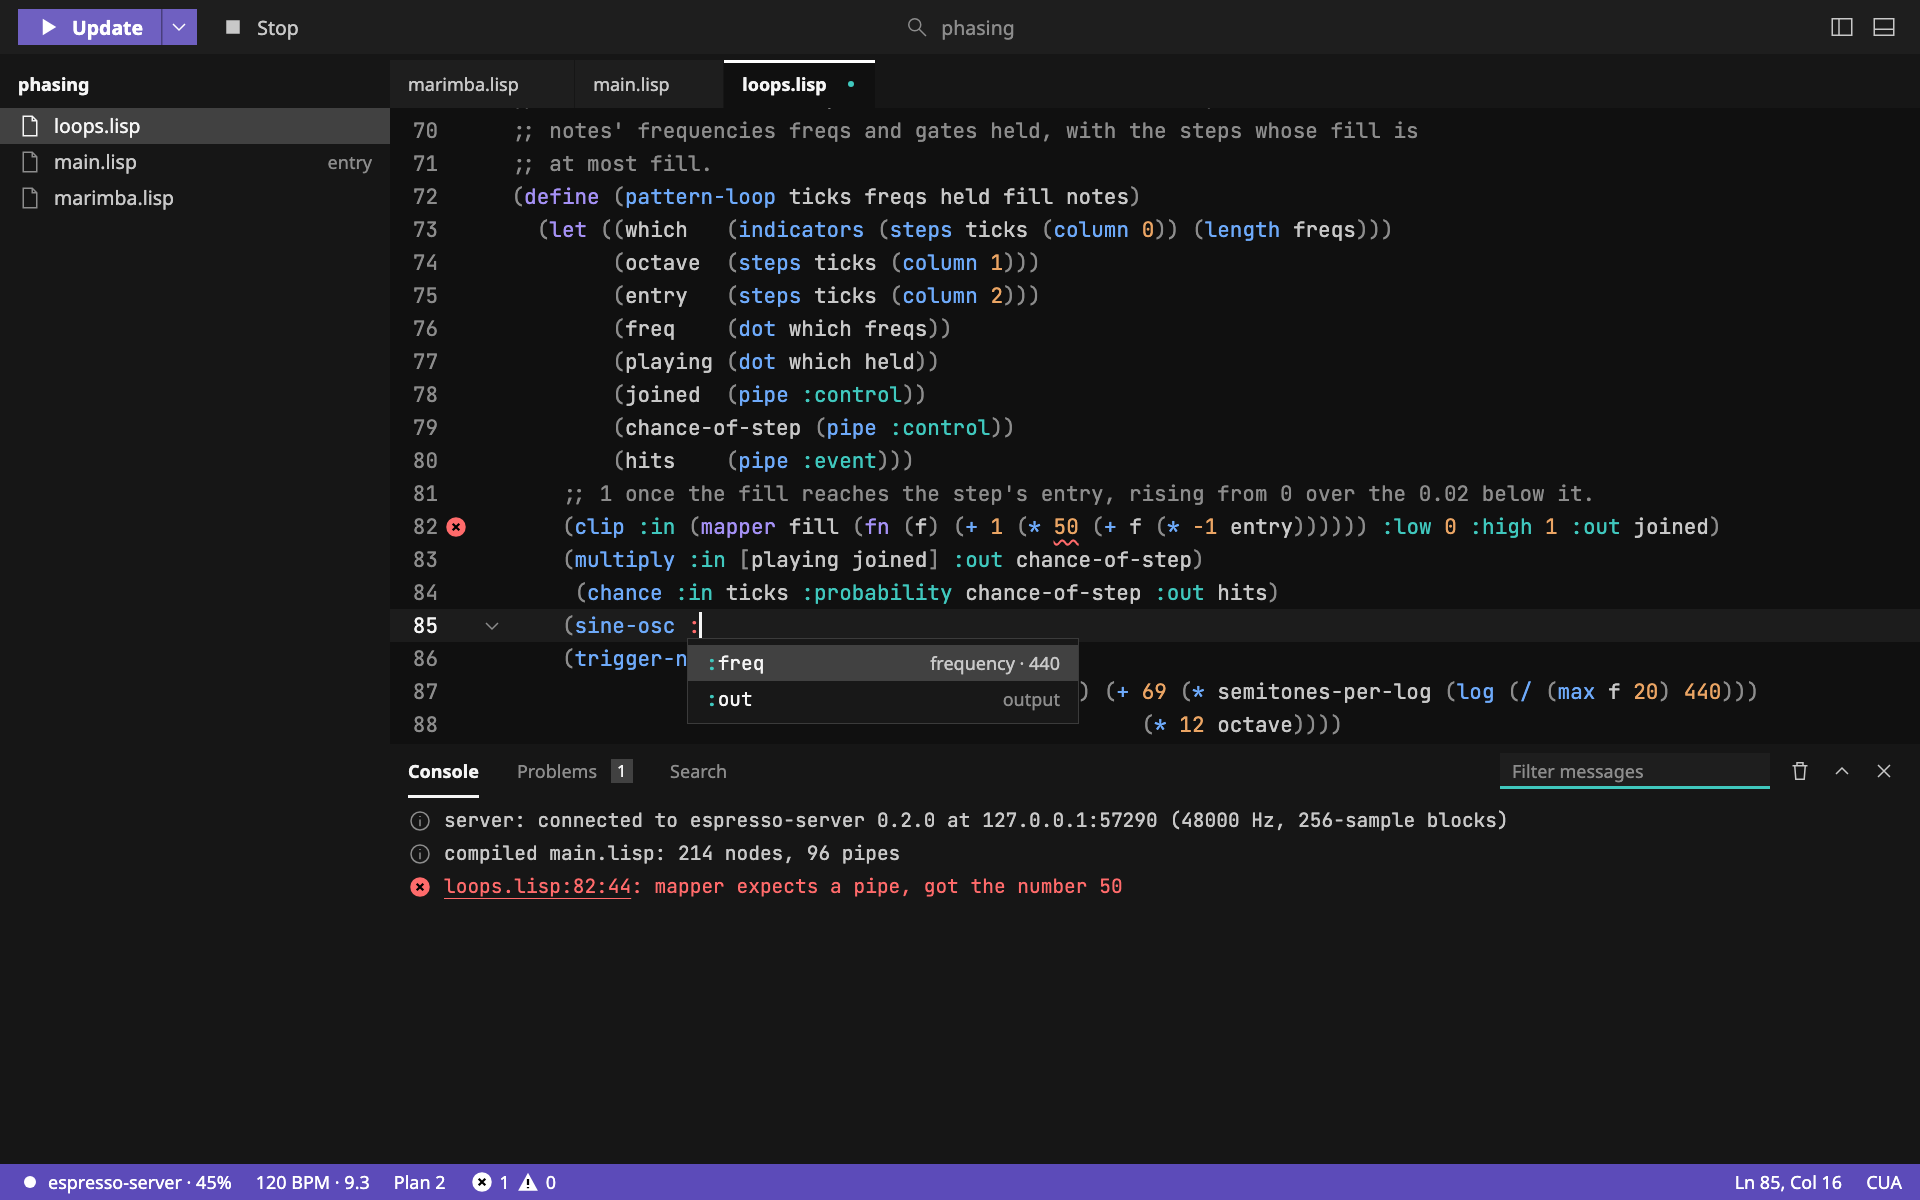 Update
Stop
phasing
phasing
loops.lisp
main.lisp entry
marimba.lisp
marimba.lisp main.lisp loops.lisp
70 ;; notes' frequencies freqs and gates held, with the steps whose fill is
71 ;; at most fill.
72 (define (pattern-loop ticks freqs held fill notes)
73 (let ((which (indicators (steps ticks (column 0)) (length freqs)))
74 (octave (steps ticks (column 1)))
75 (entry (steps ticks (column 2)))
76 (freq (dot which freqs))
77 (playing (dot which held))
78 (joined (pipe :control))
79 (chance-of-step (pipe :control))
80 (hits (pipe :event)))
81 ;; 1 once the fill reaches the step's entry, rising from 0 over the 0.02 below it.
82 (clip :in (mapper fill (fn (f) (+ 1 (* 50 (+ f (* -1 entry)))))) :low 0 :high 1 :out joined)
83 (multiply :in [playing joined] :out chance-of-step)
84 (chance :in ticks :probability chance-of-step :out hits)
85 (sine-osc :
86 (trigger-n
87 ) (+ 69 (* semitones-per-log (log (/ (max f 20) 440)))
88 (* 12 octave))))
:freq frequency · 440
:out output
Console Problems 1 Search Filter messages
server: connected to espresso-server 0.2.0 at 127.0.0.1:57290 (48000 Hz, 256-sample blocks)
compiled main.lisp: 214 nodes, 96 pipes
loops.lisp:82:44: mapper expects a pipe, got the number 50
espresso-server · 45% 120 BPM · 9.3 Plan 2 1 0 Ln 85, Col 16 CUA